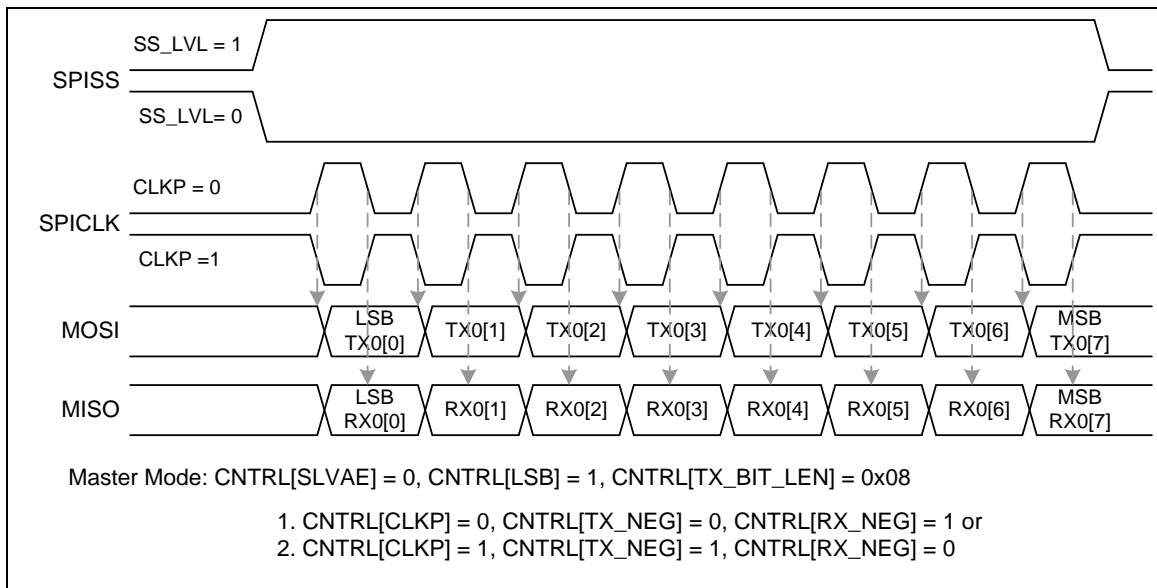 SS_LVL = 1
SPISS
SS_LVL= 0
CLKP = 0
SPICLK
CLKP =1
MOSI
LSB
TX0[0]
TX0[1]
TX0[2]
TX0[3]
TX0[4]
TX0[5]
TX0[6]
MSB
TX0[7]
MISO
LSB
RX0[0]
RX0[1]
RX0[2]
RX0[3]
RX0[4]
RX0[5]
RX0[6]
MSB
RX0[7]
Master Mode: CNTRL[SLVAE] = 0, CNTRL[LSB] = 1, CNTRL[TX_BIT_LEN] = 0x08
1. CNTRL[CLKP] = 0, CNTRL[TX_NEG] = 0, CNTRL[RX_NEG] = 1 or
2. CNTRL[CLKP] = 1, CNTRL[TX_NEG] = 1, CNTRL[RX_NEG] = 0